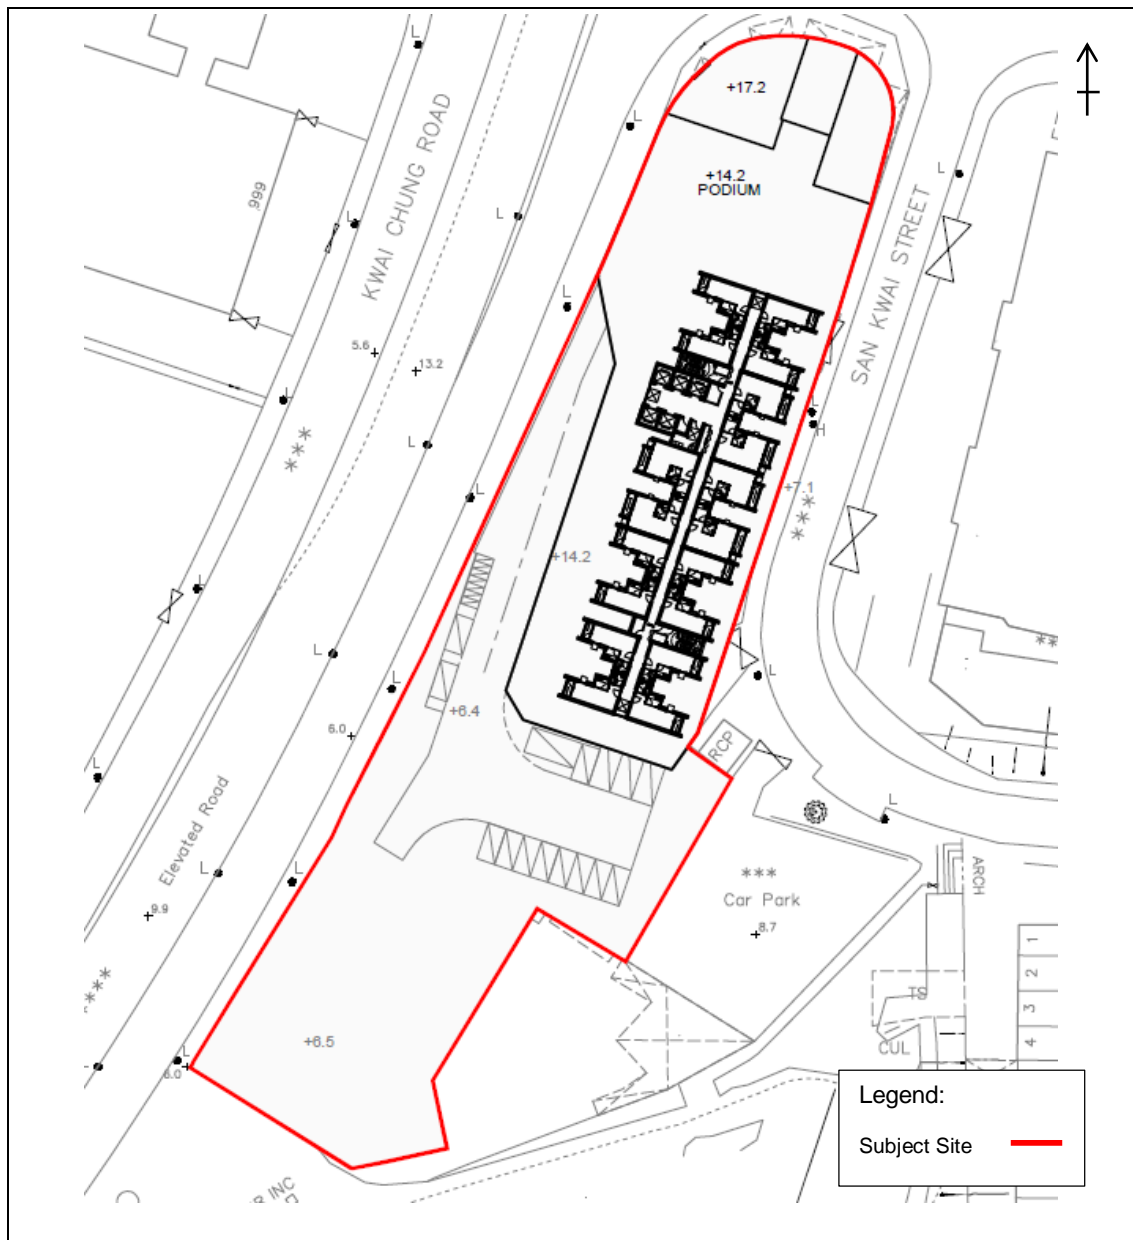 L
+17.2
L
KWAI CHUNG ROAD
+14.2
PODIUM
L
999
L
L
SAN KWAI STREET
L
5.6
13.2
L
L
H
***
L
L
+7.1
***
+14.2
L
**
L
L
L
+6.4
6.0
RCP
L
L
Elevated Road
L
L
***
Car Park
ARCH
9.9
8.7
1
2
****
TS
3
+6.5
CUL
4
L
6.0
Legend:
Subject Site